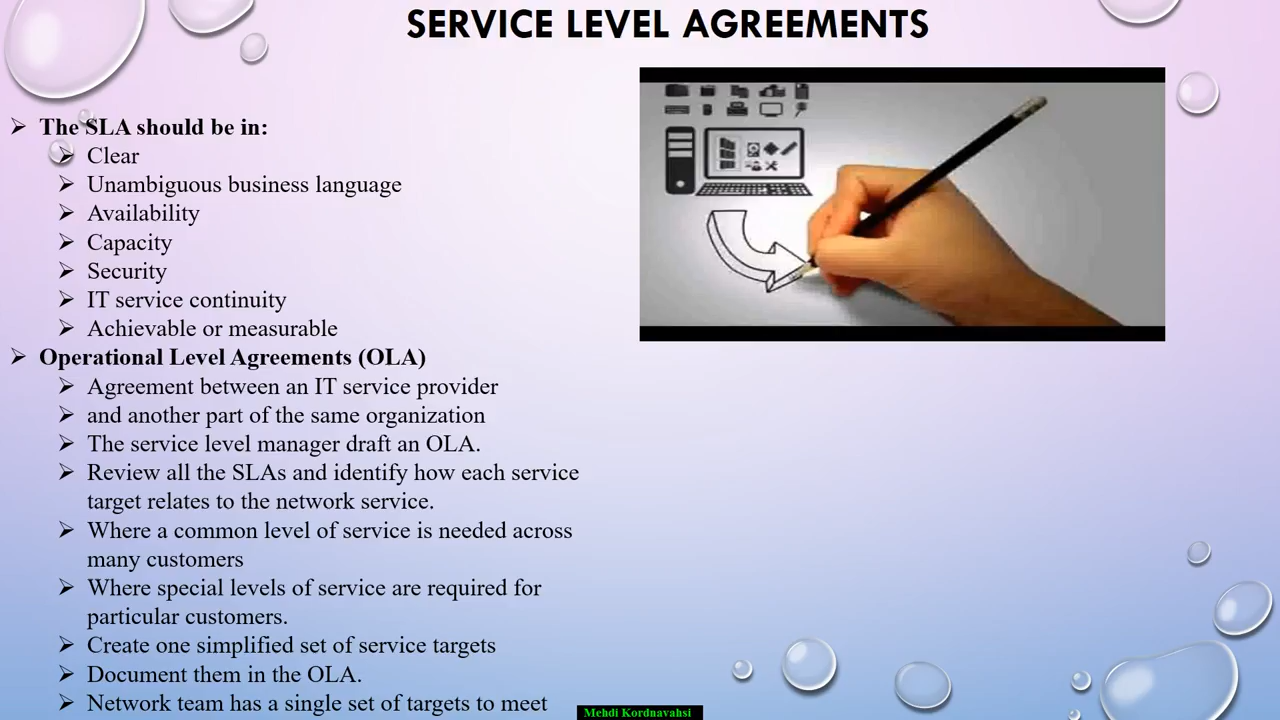 SERVICE LEVEL AGREEMENTS
The SLA should be in:
Clear
Unambiguous business language
Availability
Capacity
Security
IT service continuity
Achievable or measurable
Operational Level Agreements (OLA)
Agreement between an IT service provider
and another part of the same organization
The service level manager draft an OLA.
Review all the SLAs and identify how each service
target relates to the network service.
Where a common level of service is needed across
many customers
Where special levels of service are required for
particular customers.
Create one simplified set of service targets
Document them in the OLA.
Network team has a single set of targets to meet
Mehdi Kordnavahsi